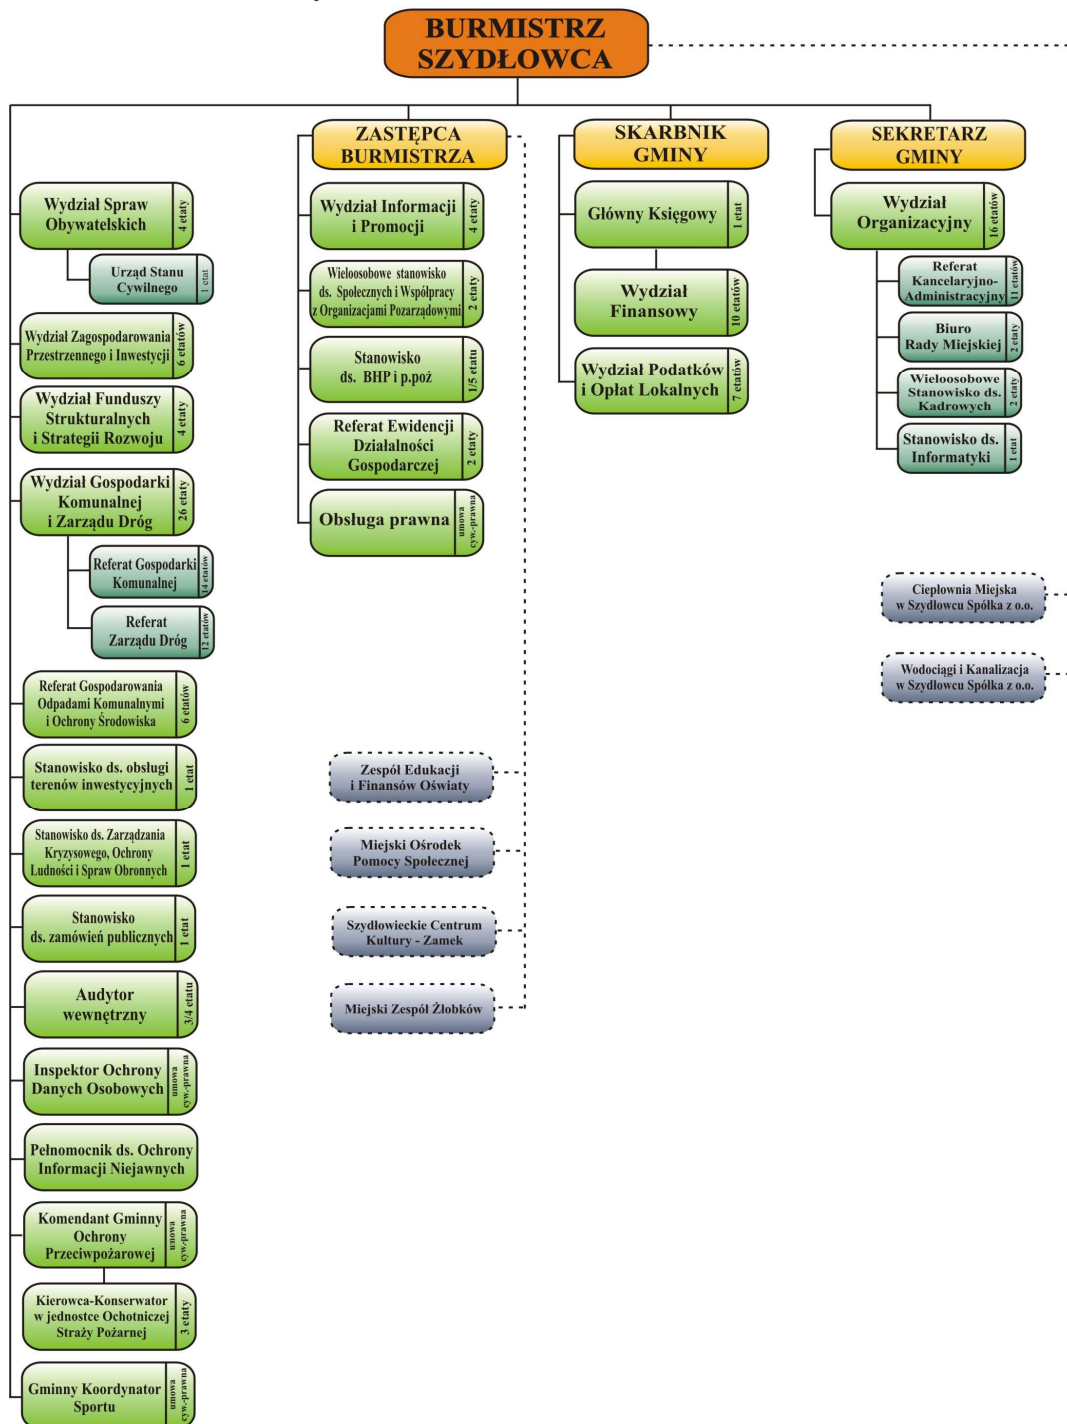 BURMISTRZ
SZYDŁOWCA
ZASTĘPCA
BURMISTRZA
SKARBNIK
GMINY
SEKRETARZ
GMINY
Wydział Spraw
Obywatelskich
4 etaty
Urząd Stanu
Cywilnego
1 etat
Wydział Zagospodarowania
Przestrzennego i Inwestycji
6 etatów
Wydział Funduszy
Strukturalnych
i Strategii Rozwoju
4 etaty
Wydział Gospodarki
Komunalnej
i Zarządu Dróg
26 etaty
Referat Gospodarki
Komunalnej
14 etatów
Referat
Zarządu Dróg
12 etatów
Referat Gospodarowania
Odpadami Komunalnymi
i Ochrony Środowiska
6 etatów
Stanowisko ds. obsługi
terenów inwestycyjnych
1 etat
Stanowisko ds. Zarządzania
Kryzysowego, Ochrony
Ludności i Spraw Obronnych
1 etat
Stanowisko
ds. zamówień publicznych
1 etat
Audytor
wewnętrzny
3/4 etatu
Inspektor Ochrony
Danych Osobowych
umowa
cyw.-prawna
Pełnomocnik ds. Ochrony
Informacji Niejawnych
Komendant Gminny
Ochrony
Przeciwpożarowej
umowa
cyw.-prawna
Kierowca-Konserwator
w jednostce Ochotniczej
Straży Pożarnej
3 etaty
Gminny Koordynator
Sportu
umowa
cyw.-prawna
Wydział Informacji
i Promocji
4 etaty
Wieloosobowe stanowisko
ds. Społecznych i Współpracy
z Organizacjami Pozarządowymi
2 etaty
Stanowisko
ds. BHP i p.poż
1/5 etatu
Referat Ewidencji
Działalności
Gospodarczej
2 etaty
Obsługa prawna
umowa
cyw.-prawna
Zespół Edukacji
i Finansów Oświaty
Miejski Ośrodek
Pomocy Społecznej
Szydłowieckie Centrum
Kultury - Zamek
Miejski Zespół Żłobków
Główny Księgowy
1 etat
Wydział
Finansowy
10 etatów
Wydział Podatków
i Opłat Lokalnych
7 etatów
Wydział
Organizacyjny
16 etatów
Referat
Kancelaryjno-
Administracyjny
11 etatów
Biuro
Rady Miejskiej
2 etaty
Wieloosobowe
Stanowisko ds.
Kadrowych
2 etaty
Stanowisko ds.
Informatyki
1 etat
Ciepłownia Miejska
w Szydłowcu Spółka z o.o.
Wodociągi i Kanalizacja
w Szydłowcu Spółka z o.o.